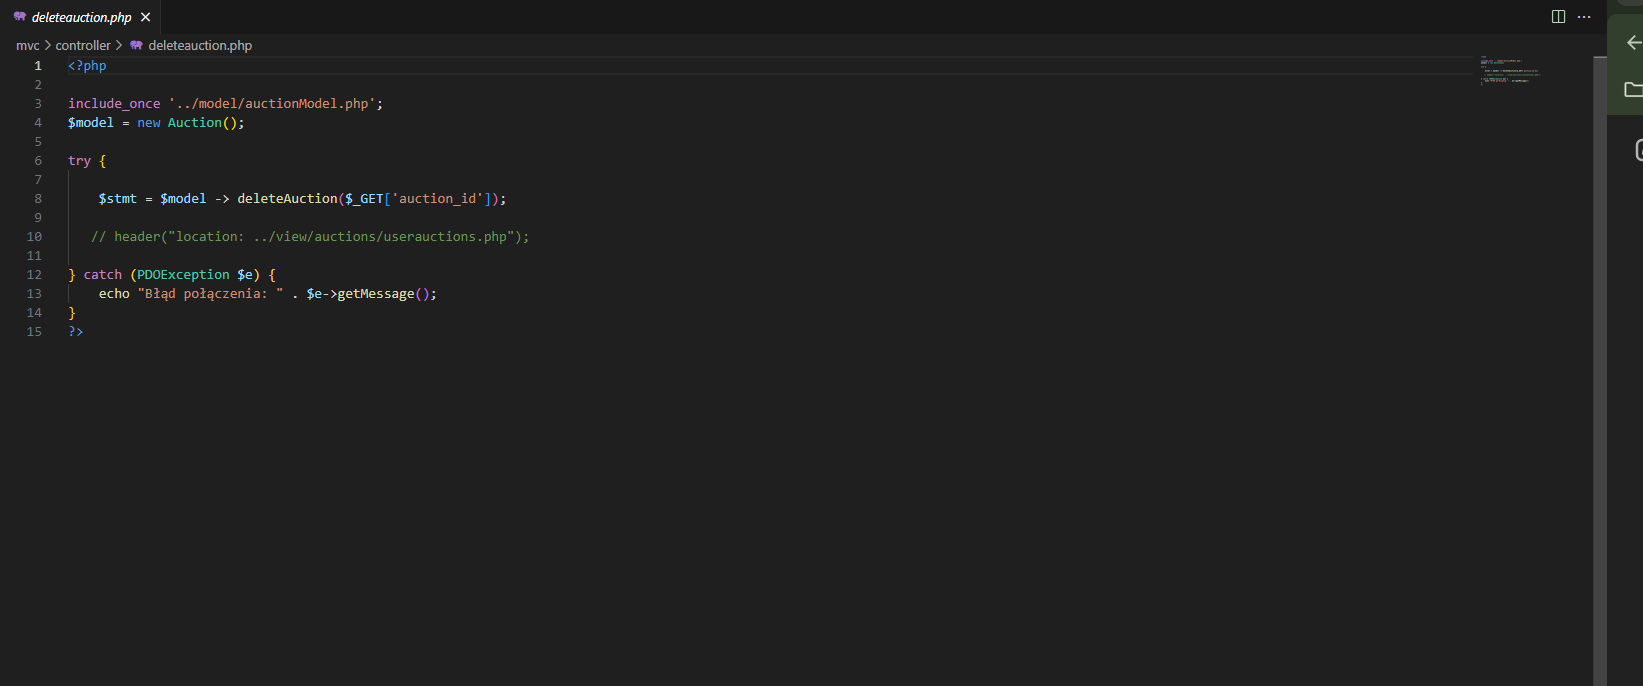 deleteauction.php
mvc > controller > deleteauction.php
1 <?php
2
3 include_once '../model/auctionModel.php';
4 $model = new Auction();
5
6 try {
7
8 $stmt = $model -> deleteAuction($_GET['auction_id']);
9
10 // header("location: ../view/auctions/userauctions.php");
11
12 } catch (PDOException $e) {
13 echo "Błąd połączenia: " . $e->getMessage();
14 }
15 ?>